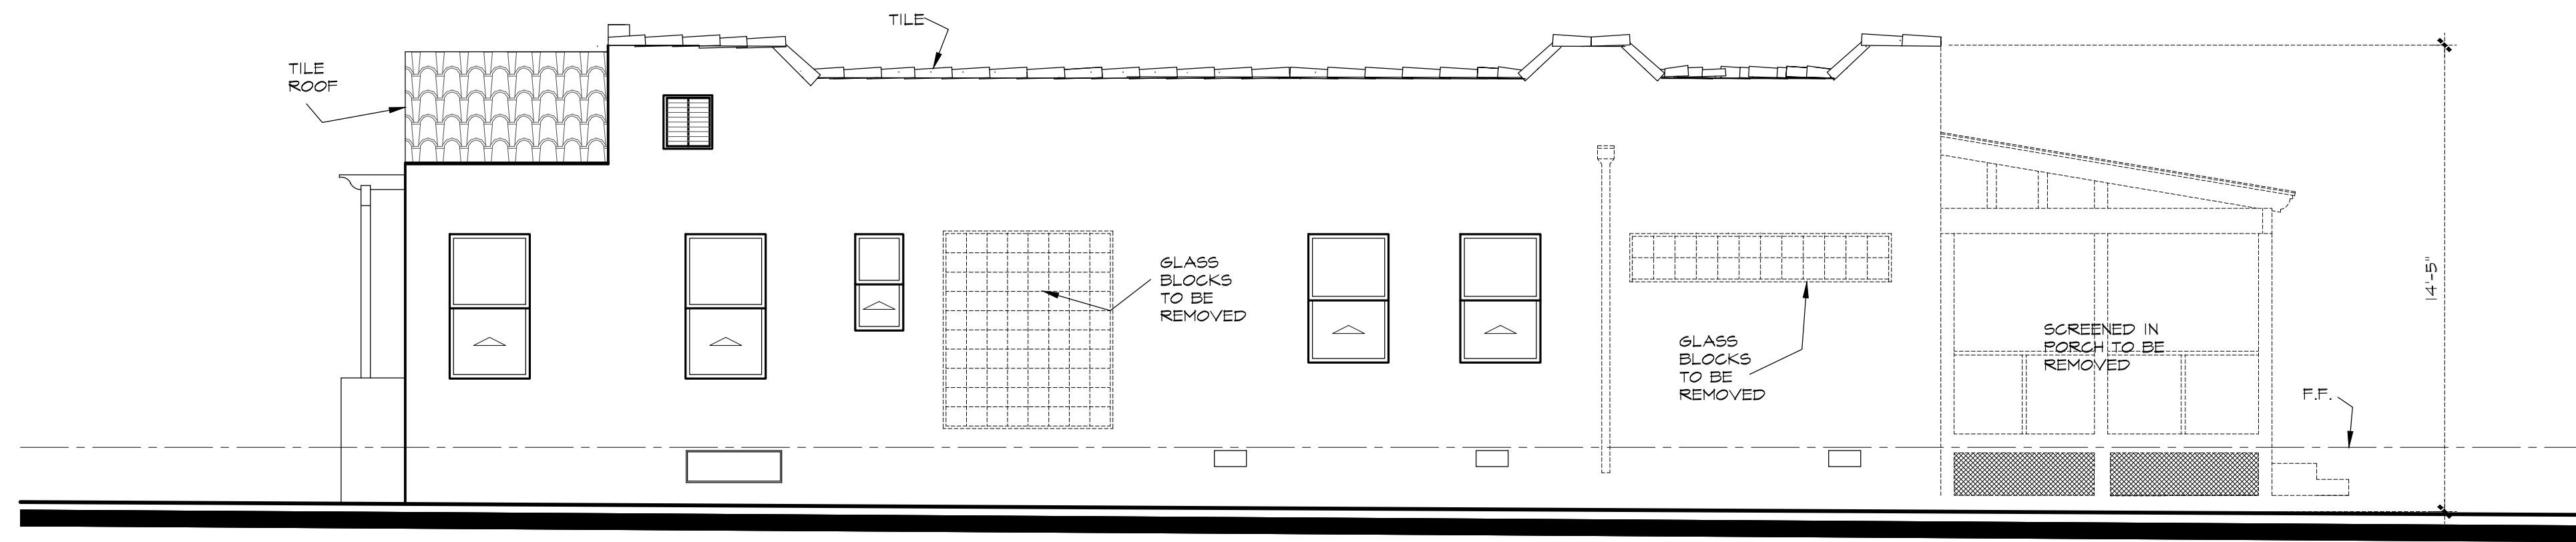 TILE
TILE
ROOF
GLASS
BLOCKS
TO BE
REMOVED
GLASS
BLOCKS
TO BE
REMOVED
SCREENED IN
PORCH TO BE
REMOVED
F.F.
14'-5"